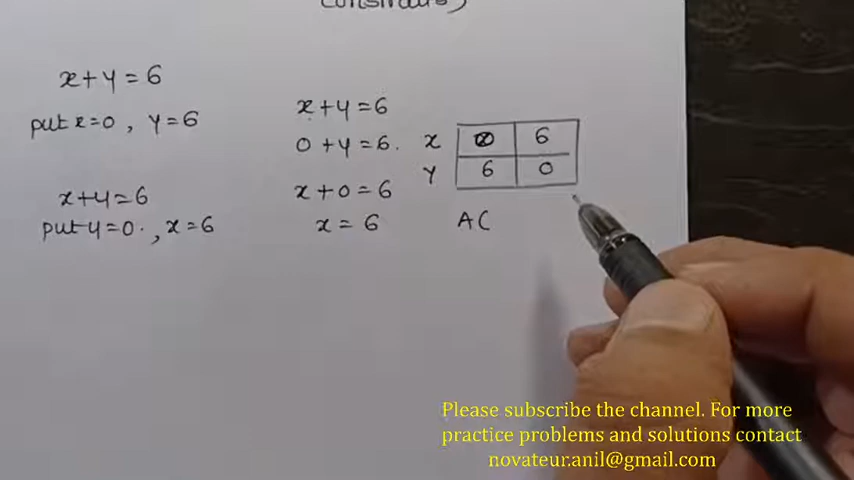 constraints
x+y=6
put x=0, y=6
x+y=6
put y=0., x=6
x+y=6
0+y=6.
x+0=6
x=6
x 0 6
y 6 0
A(
Please subscribe the channel. For more
practice problems and solutions contact
novateur.anil@gmail.com